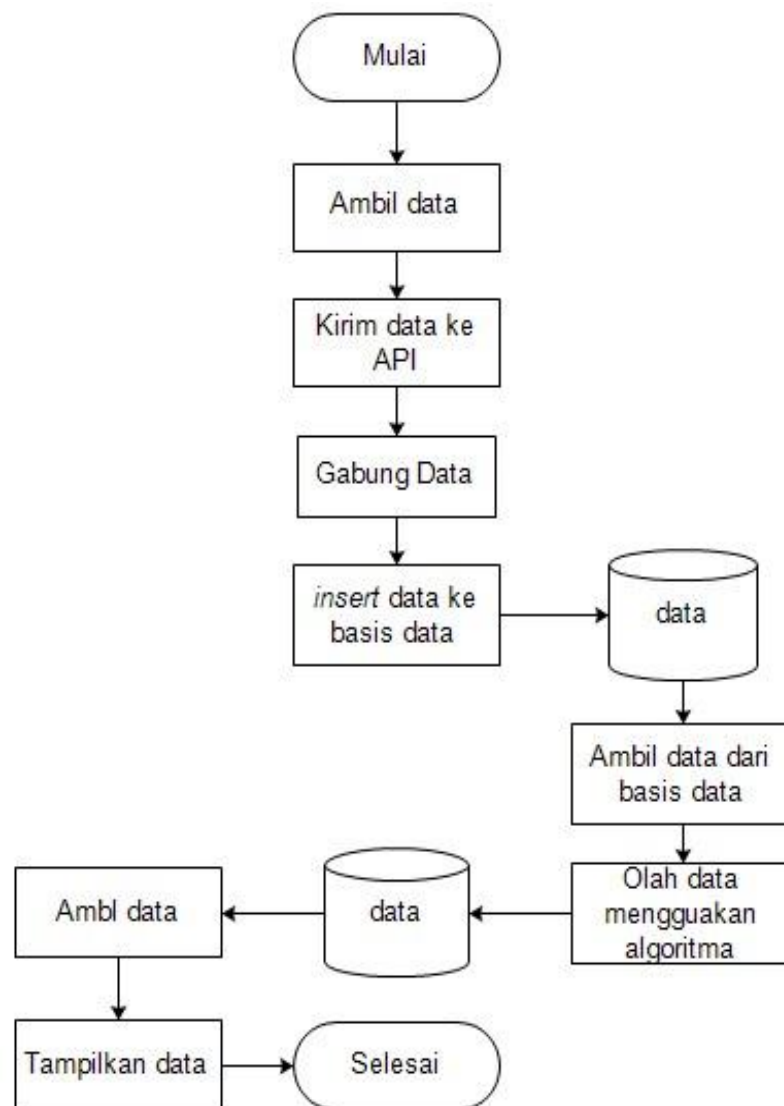 Mulai
Ambil data
Kirim data ke
API
Gabung Data
insert data ke
basis data
data
Ambil data dari
basis data
Olah data
mengguakan
algoritma
data
Ambl data
Tampilkan data
Selesai